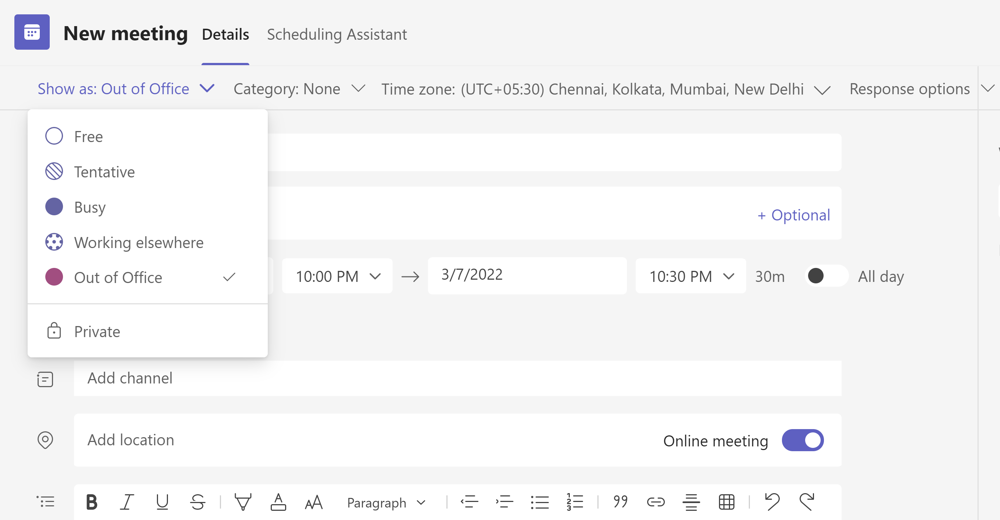 New meeting Details Scheduling Assistant
Show as: Out of Office Category: None Time zone: (UTC+05:30) Chennai, Kolkata, Mumbai, New Delhi Response options
Free
Tentative
Busy
+ Optional
Working elsewhere
Out of Office
10:00 PM → 3/7/2022 10:30 PM 30m All day
Private
Add channel
Add location Online meeting
Paragraph